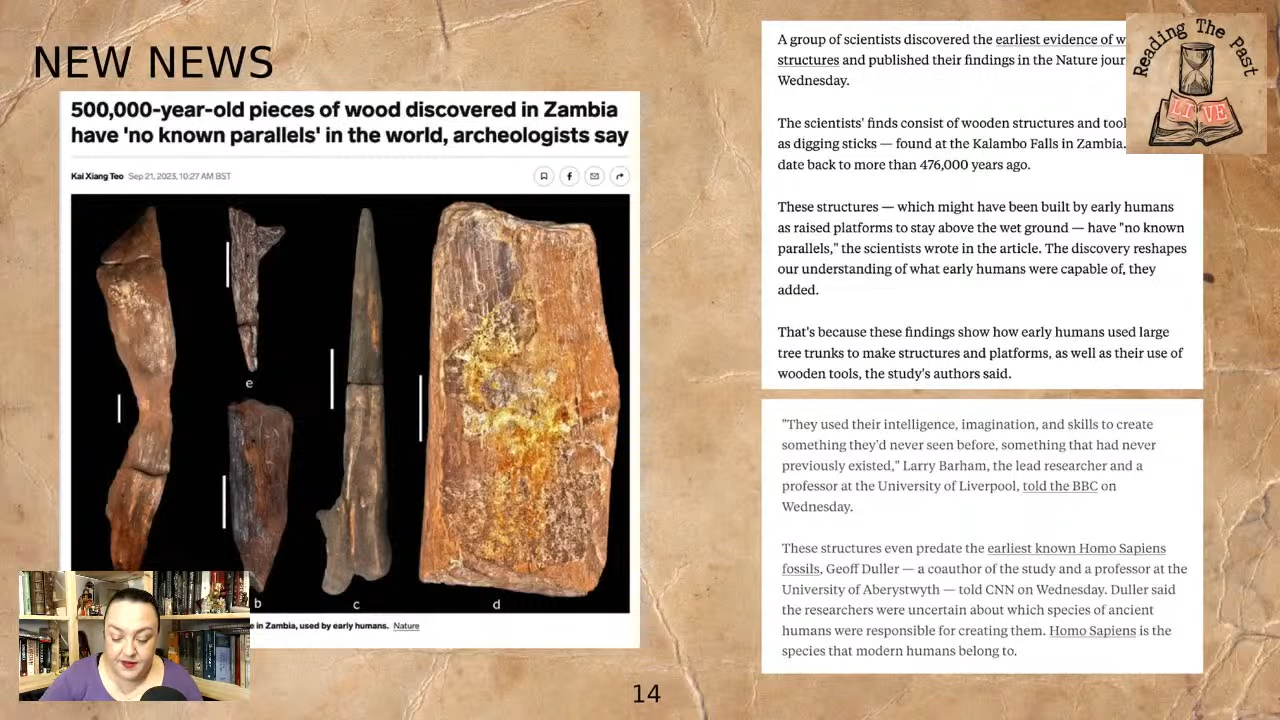 NEW NEWS
500,000-year-old pieces of wood discovered in Zambia
have 'no known parallels' in the world, archeologists say
Kai Xiang Teo Sep 21, 2023, 10:27 AM BST
e
b
c
d
e in Zambia, used by early humans. Nature
A group of scientists discovered the earliest evidence of w
structures and published their findings in the Nature jour
Wednesday.
The scientists' finds consist of wooden structures and tool
as digging sticks — found at the Kalambo Falls in Zambia.
date back to more than 476,000 years ago.
These structures — which might have been built by early humans
as raised platforms to stay above the wet ground — have "no known
parallels," the scientists wrote in the article. The discovery reshapes
our understanding of what early humans were capable of, they
added.
That's because these findings show how early humans used large
tree trunks to make structures and platforms, as well as their use of
wooden tools, the study's authors said.
"They used their intelligence, imagination, and skills to create
something they'd never seen before, something that had never
previously existed," Larry Barham, the lead researcher and a
professor at the University of Liverpool, told the BBC on
Wednesday.
These structures even predate the earliest known Homo Sapiens
fossils, Geoff Duller — a coauthor of the study and a professor at the
University of Aberystwyth — told CNN on Wednesday. Duller said
the researchers were uncertain about which species of ancient
humans were responsible for creating them. Homo Sapiens is the
species that modern humans belong to.
Reading The Past
LIVE
14